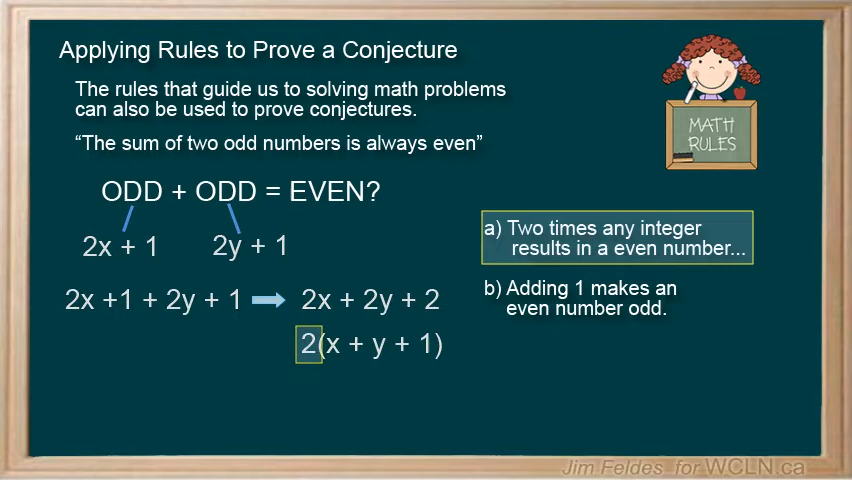 Applying Rules to Prove a Conjecture
The rules that guide us to solving math problems
can also be used to prove conjectures.
“The sum of two odd numbers is always even”
MATH
RULES
ODD + ODD = EVEN?
2x + 1
2y + 1
a) Two times any integer
results in a even number...
2x +1 + 2y + 1
2x + 2y + 2
b) Adding 1 makes an
even number odd.
2(x + y + 1)
Jim Feldes for WCLN.ca